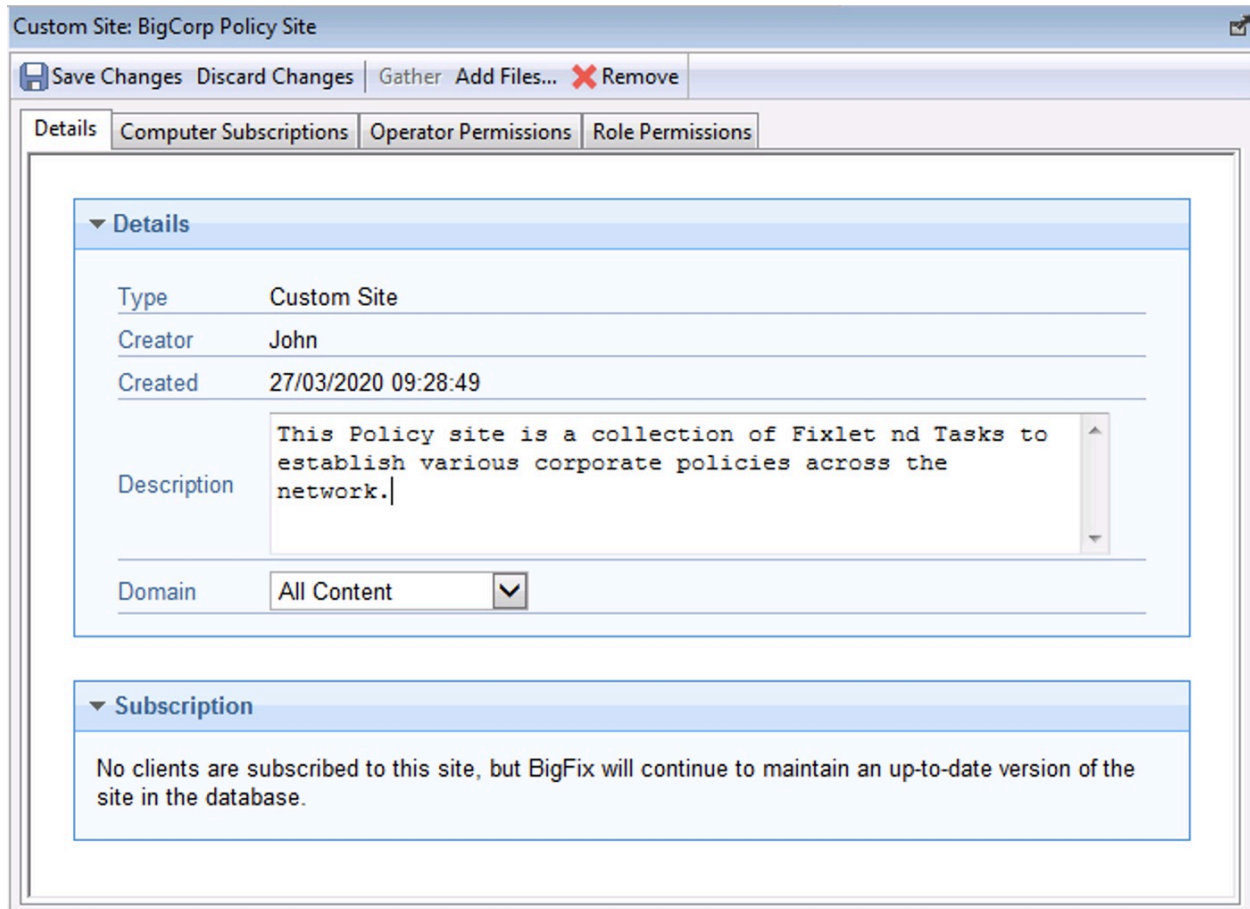 Custom Site: BigCorp Policy Site
Save Changes Discard Changes Gather Add Files... Remove
Details Computer Subscriptions Operator Permissions Role Permissions
Details
Type Custom Site
Creator John
Created 27/03/2020 09:28:49
Description This Policy site is a collection of Fixlet nd Tasks to
establish various corporate policies across the
network.
Domain All Content
Subscription
No clients are subscribed to this site, but BigFix will continue to maintain an up-to-date version of the
site in the database.